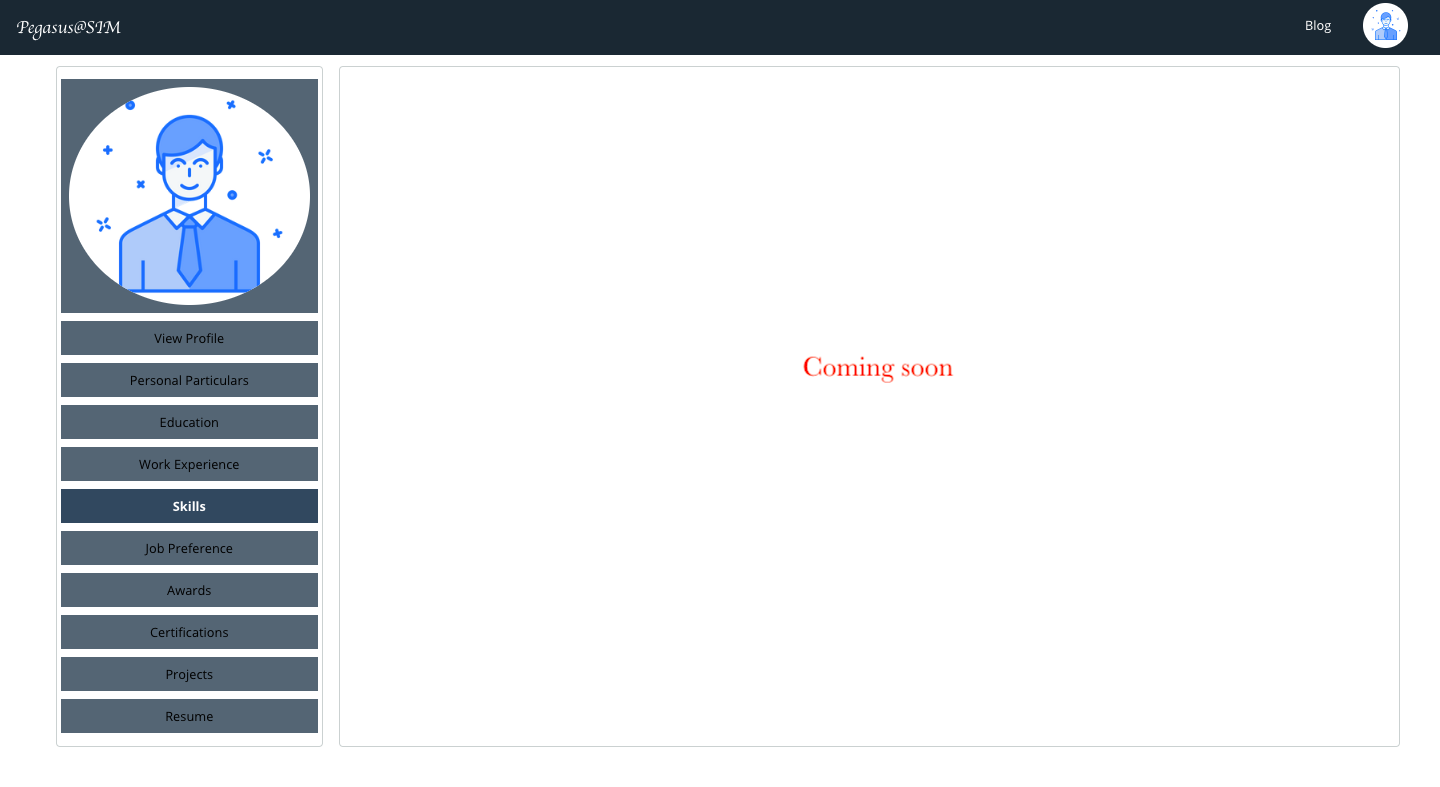 Pegasus@SIM
Blog
View Profile
Personal Particulars
Education
Work Experience
Skills
Job Preference
Awards
Certifications
Projects
Resume
Coming soon